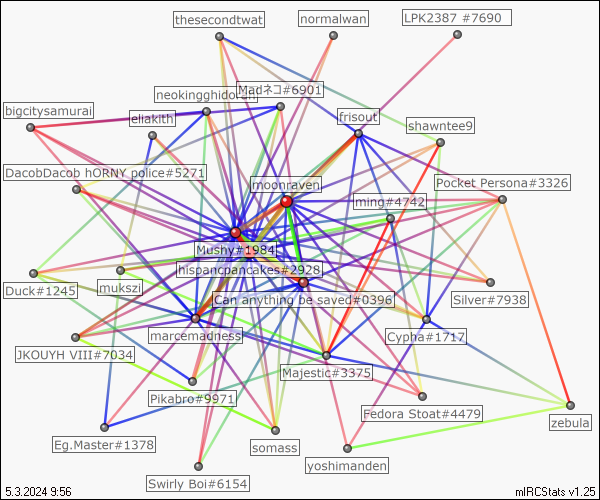 thesecondtwat
normalwan
LPK2387 #7690
neokingghidorah
Madネコ#6901
bigcitysamurai
eliakith
frisout
shawntee9
DacobDacob hORNY police#5271
moonraven
Pocket Persona#3326
ming#4742
Mushy#1984
hispancpancakes#2928
Duck#1245
mukszi
Can anything be saved#0396
Silver#7938
marcemadness
Cypha#1717
JKOUYH VIII#7034
Majestic#3375
Pikabro#9971
Fedora Stoat#4479
zebula
Eg.Master#1378
somass
yoshimanden
Swirly Boi#6154
5.3.2024 9:56
mIRCStats v1.25